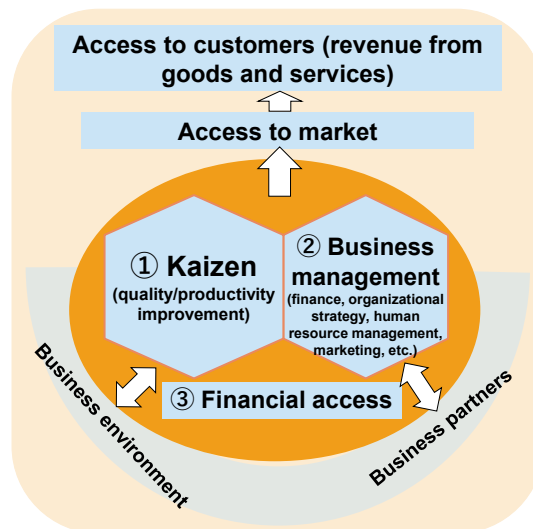 Access to customers (revenue from
goods and services)
Access to market
① Kaizen
(quality/productivity
improvement)
② Business
management
(finance, organizational
strategy, human
resource management,
marketing, etc.)
③ Financial access
Business environment
Business partners